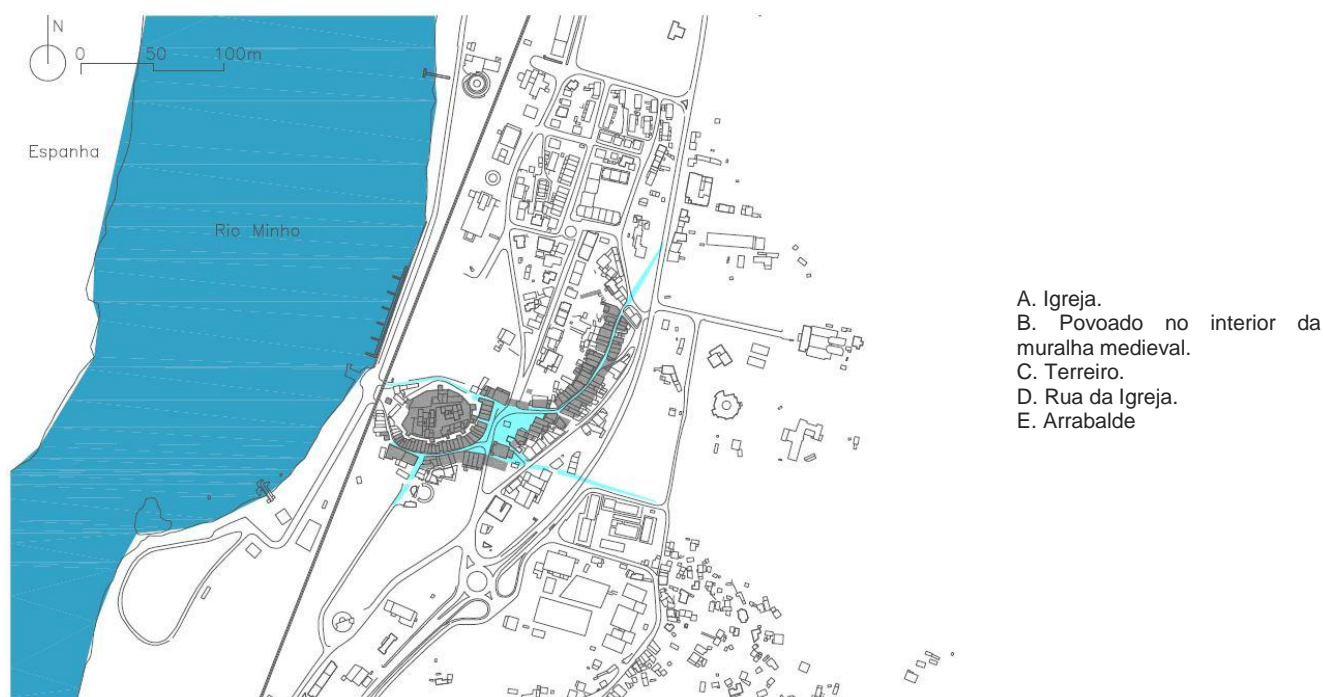 N
0 50 100m
Espanha
Rio Minho
A. Igreja.
B. Povoado no interior da
muralha medieval.
C. Terreiro.
D. Rua da Igreja.
E. Arrabalde